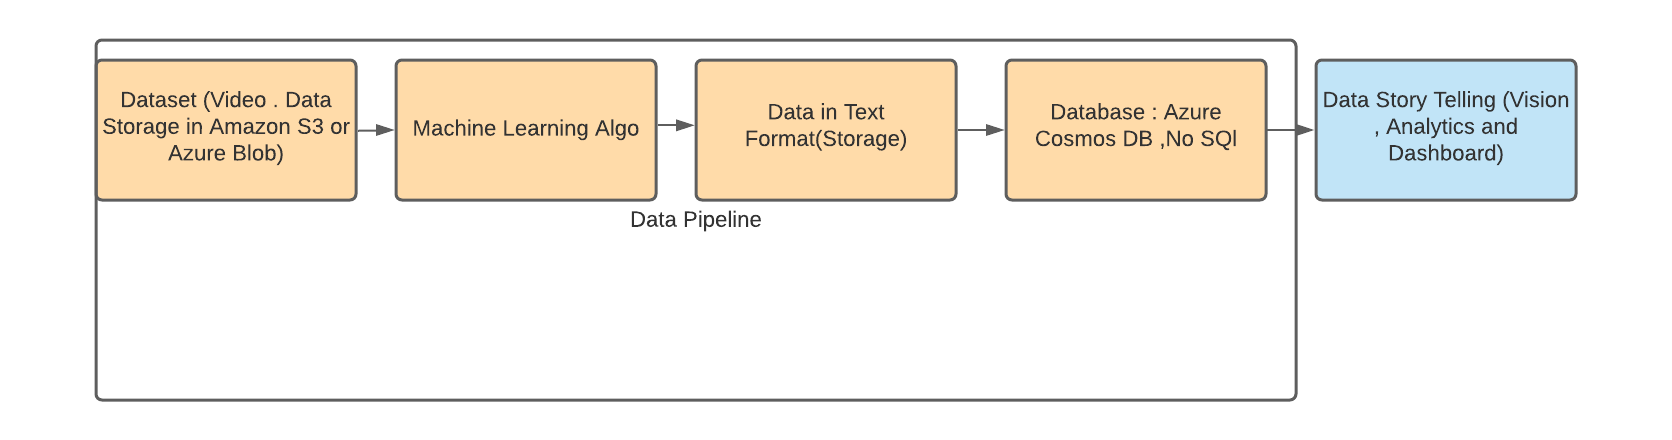 Dataset (Video . Data
Storage in Amazon S3 or
Azure Blob)
Machine Learning Algo
Data in Text
Format(Storage)
Database : Azure
Cosmos DB ,No SQl
Data Story Telling (Vision
, Analytics and
Dashboard)
Data Pipeline